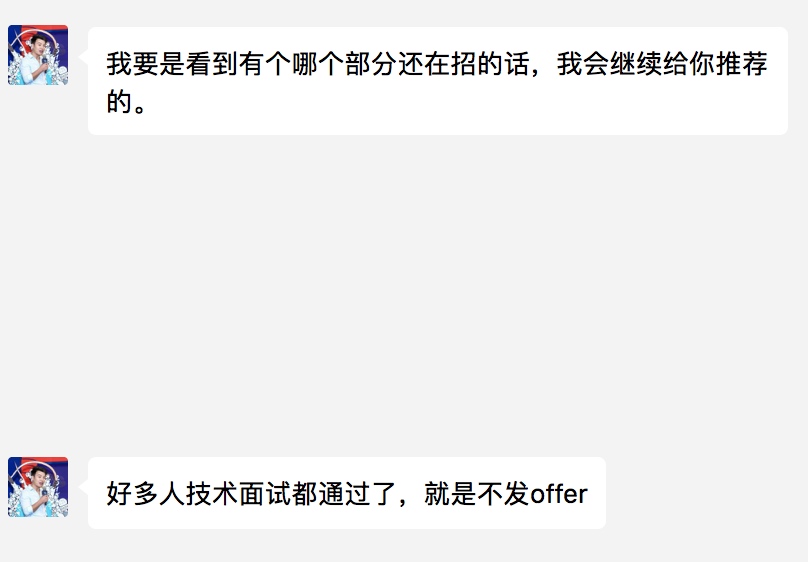 我要是看到有个哪个部分还在招的话，我会继续给你推荐
的。
好多人技术面试都通过了，就是不发offer